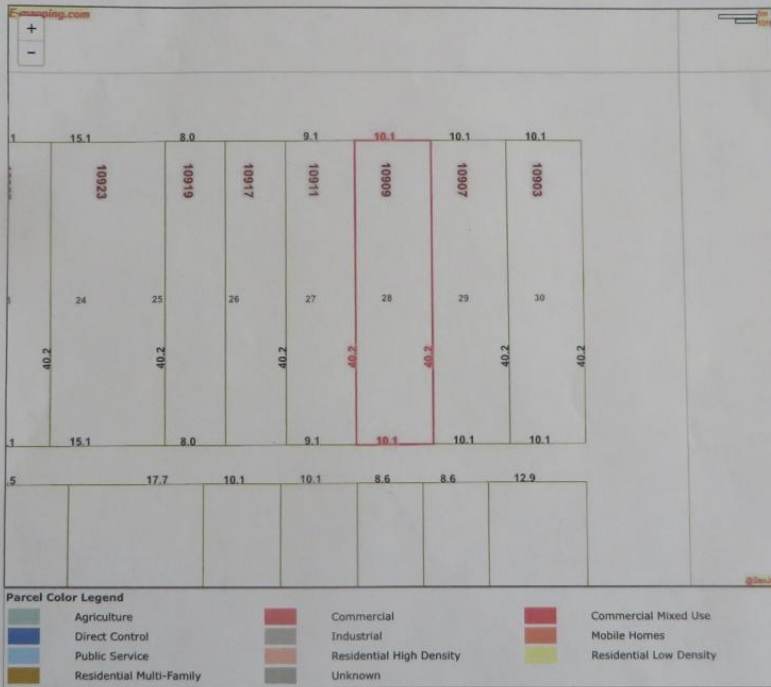 E-mapping.com
+
−
1 15.1 8.0 9.1 10.1 10.1 10.1
10923 10919 10917 10911 10909 10907 10903
24 25 26 27 28 29 30
40.2 40.2 40.2 40.2 40.2 40.2 40.2
1 15.1 8.0 9.1 10.1 10.1 10.1
.5 17.7 10.1 10.1 8.6 8.6 12.9
Parcel Color Legend
Agriculture Commercial Commercial Mixed Use
Direct Control Industrial Mobile Homes
Public Service Residential High Density Residential Low Density
Residential Multi-Family Unknown